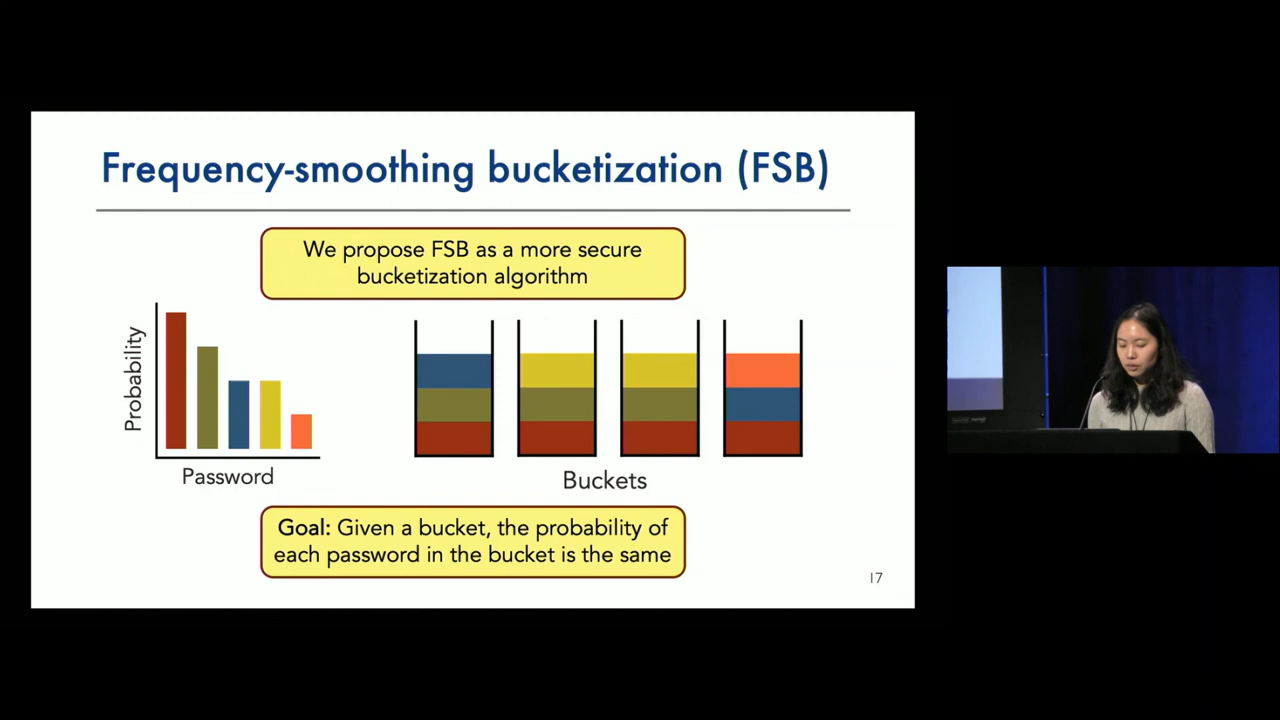 Frequency-smoothing bucketization (FSB)
We propose FSB as a more secure
bucketization algorithm
Probability
Password
Buckets
Goal: Given a bucket, the probability of
each password in the bucket is the same
17